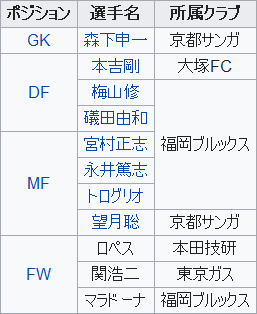 ポジション 選手名 所属クラブ
GK 森下申一 京都サンガ
DF 本吉剛 大塚FC
梅山修 福岡ブルックス
礒田由和
MF 宮村正志
永井篤志
トログリオ
望月聡 京都サンガ
FW ロペス 本田技研
関浩二 東京ガス
マラドーナ 福岡ブルックス